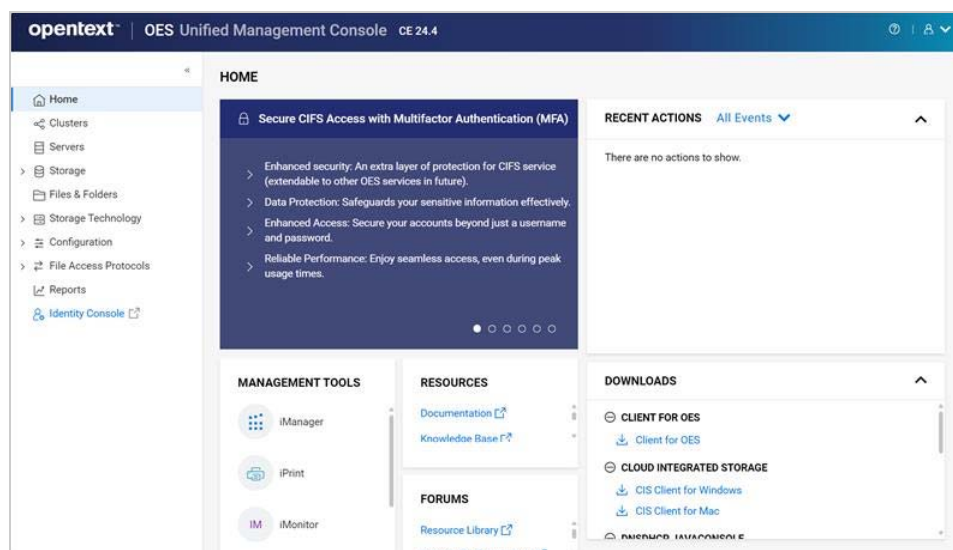 opentext™ | OES Unified Management Console CE 24.4
«
HOME
Home
Clusters
Servers
Storage
Files & Folders
Storage Technology
Configuration
File Access Protocols
Reports
Identity Console
Secure CIFS Access with Multifactor Authentication (MFA)
Enhanced security: An extra layer of protection for CIFS service
(extendable to other OES services in future).
Data Protection: Safeguards your sensitive information effectively.
Enhanced Access: Secure your accounts beyond just a username
and password.
Reliable Performance: Enjoy seamless access, even during peak
usage times.
RECENT ACTIONS All Events
There are no actions to show.
MANAGEMENT TOOLS
iManager
iPrint
IM iMonitor
RESOURCES
Documentation
Knowledge Base
FORUMS
Resource Library
DOWNLOADS
CLIENT FOR OES
Client for OES
CLOUD INTEGRATED STORAGE
CIS Client for Windows
CIS Client for Mac
DNSDHCP JAVACONSOLE